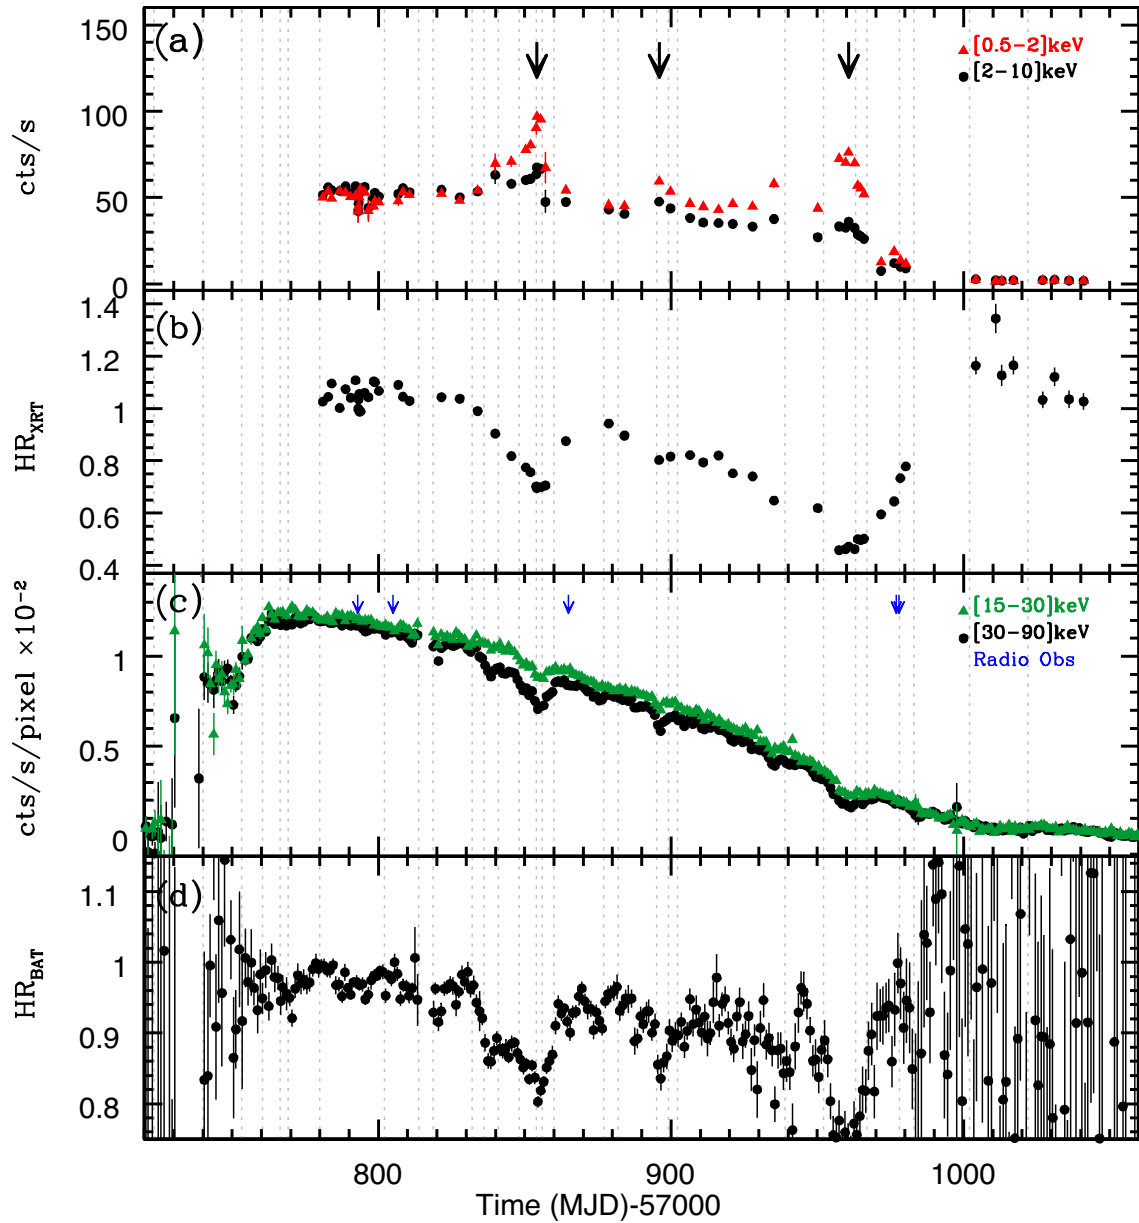 (a)
[0.5-2]keV
[2-10]keV
150
100
50
0
cts/s
(b)
1.4
1.2
1
0.8
0.6
0.4
HR_XRT
(c)
[15-30]keV
[30-90]keV
Radio Obs
1
0.5
0
cts/s/pixel ×10⁻²
(d)
1.1
1
0.9
0.8
HR_BAT
800
900
1000
Time (MJD)-57000